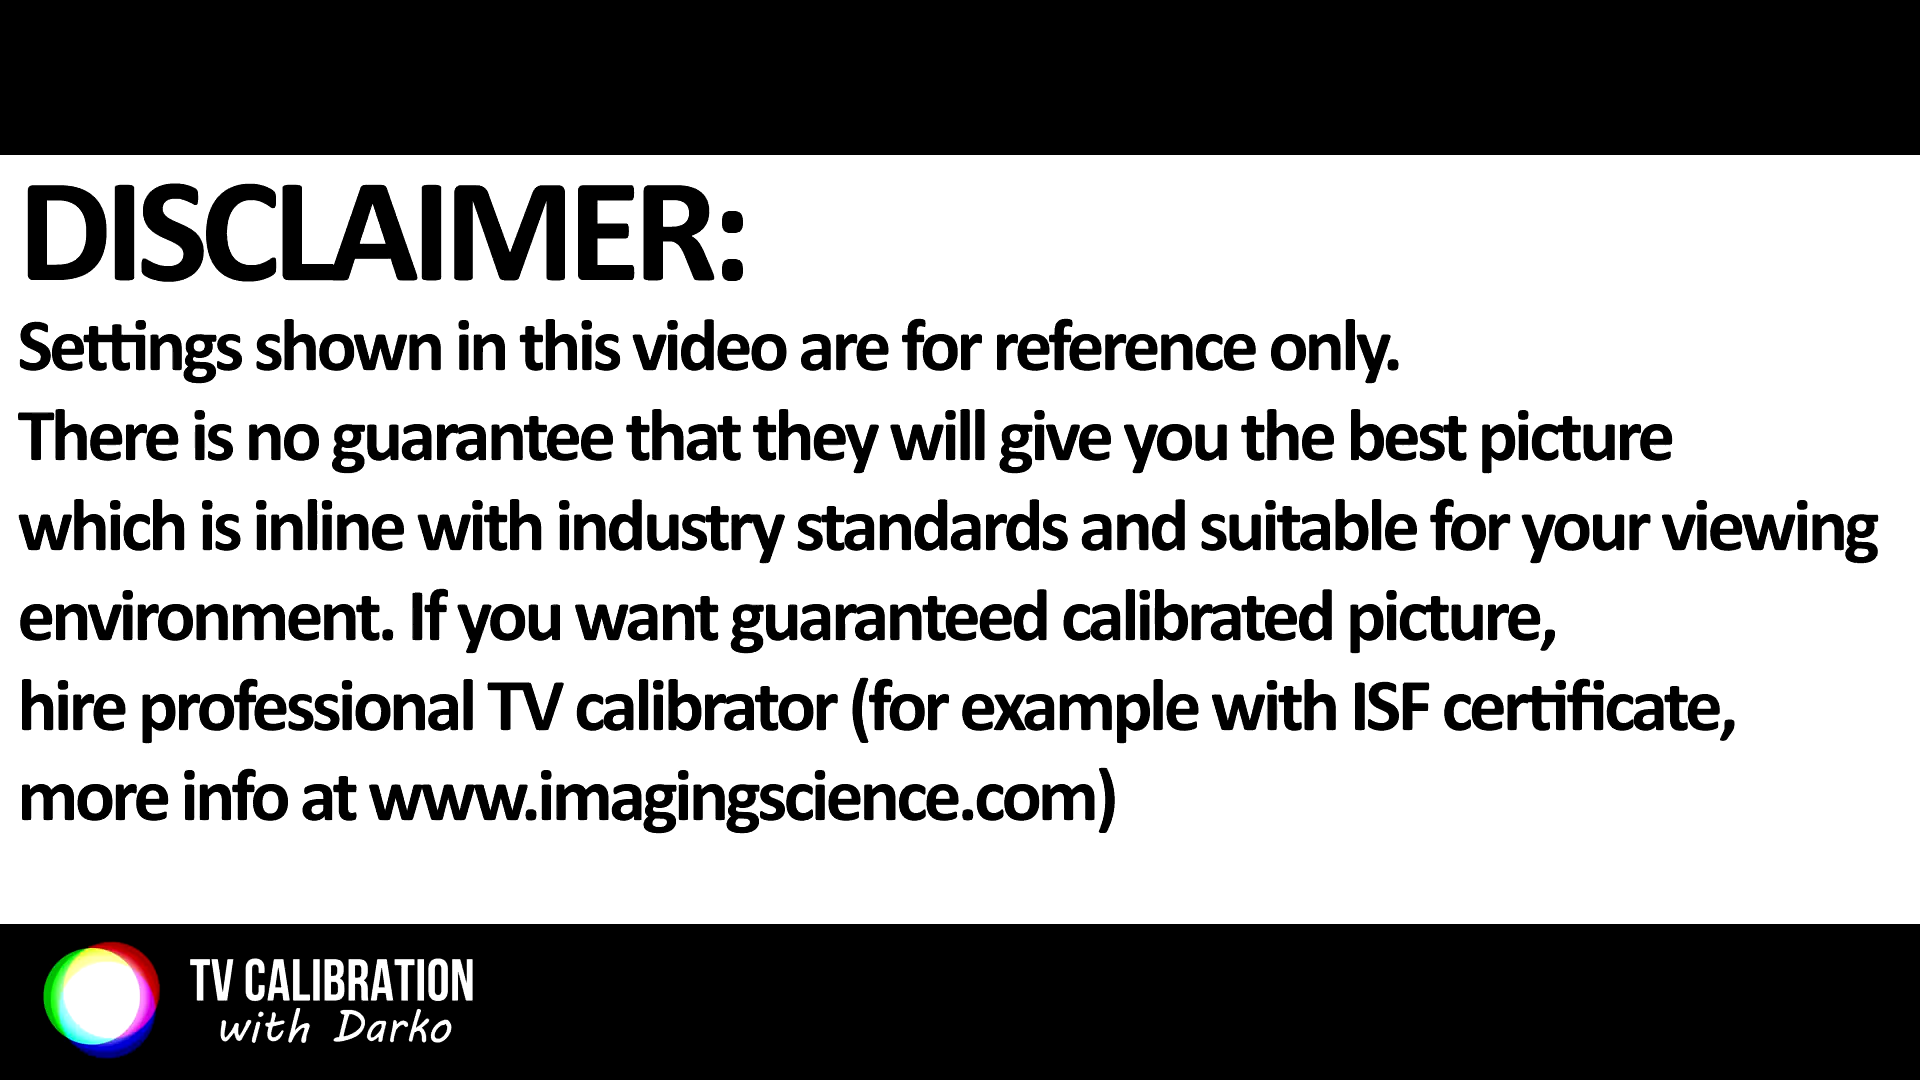 DISCLAIMER:
Settings shown in this video are for reference only.
There is no guarantee that they will give you the best picture
which is inline with industry standards and suitable for your viewing
environment. If you want guaranteed calibrated picture,
hire professional TV calibrator (for example with ISF certificate,
more info at www.imagingscience.com)
TV CALIBRATION
with Darko